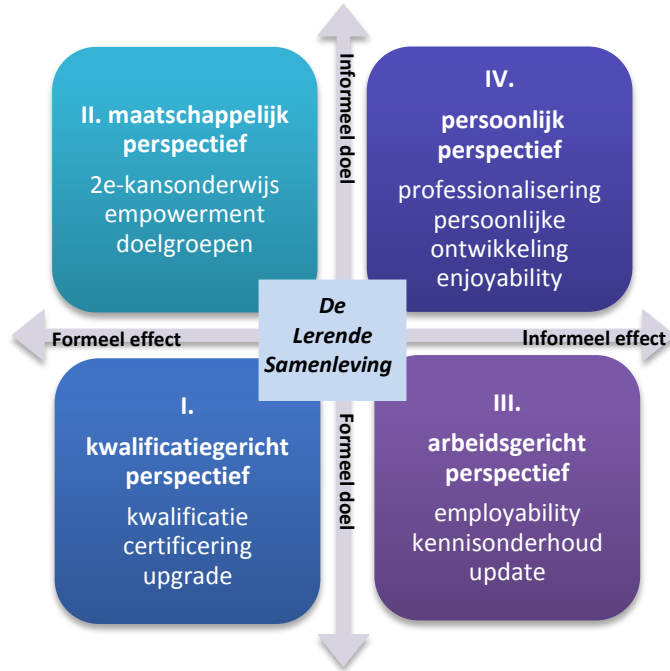 II. maatschappelijk
perspectief
2e-kansonderwijs
empowerment
doelgroepen
Informeel doel
IV.
persoonlijk
perspectief
professionalisering
persoonlijke
ontwikkeling
enjoyability
Formeel effect
De
Lerende
Samenleving
Informeel effect
I.
kwalificatiegericht
perspectief
kwalificatie
certificering
upgrade
Formeel doel
III.
arbeidsgericht
perspectief
employability
kennisonderhoud
update